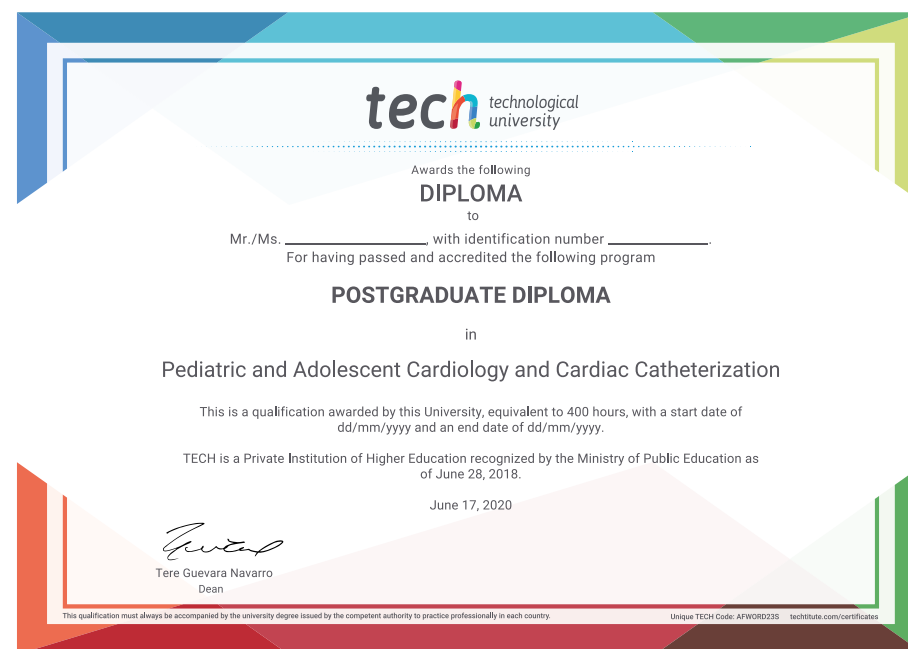 tech technological
university
Awards the following
DIPLOMA
to
Mr./Ms. _______________, with identification number ___________.
For having passed and accredited the following program
POSTGRADUATE DIPLOMA
in
Pediatric and Adolescent Cardiology and Cardiac Catheterization
This is a qualification awarded by this University, equivalent to 400 hours, with a start date of
dd/mm/yyyy and an end date of dd/mm/yyyy.
TECH is a Private Institution of Higher Education recognized by the Ministry of Public Education as
of June 28, 2018.
June 17, 2020
Tere Guevara Navarro
Dean
This qualification must always be accompanied by the university degree issued by the competent authority to practice professionally in each country.
Unique TECH Code: AFWORD23S techtitute.com/certificates